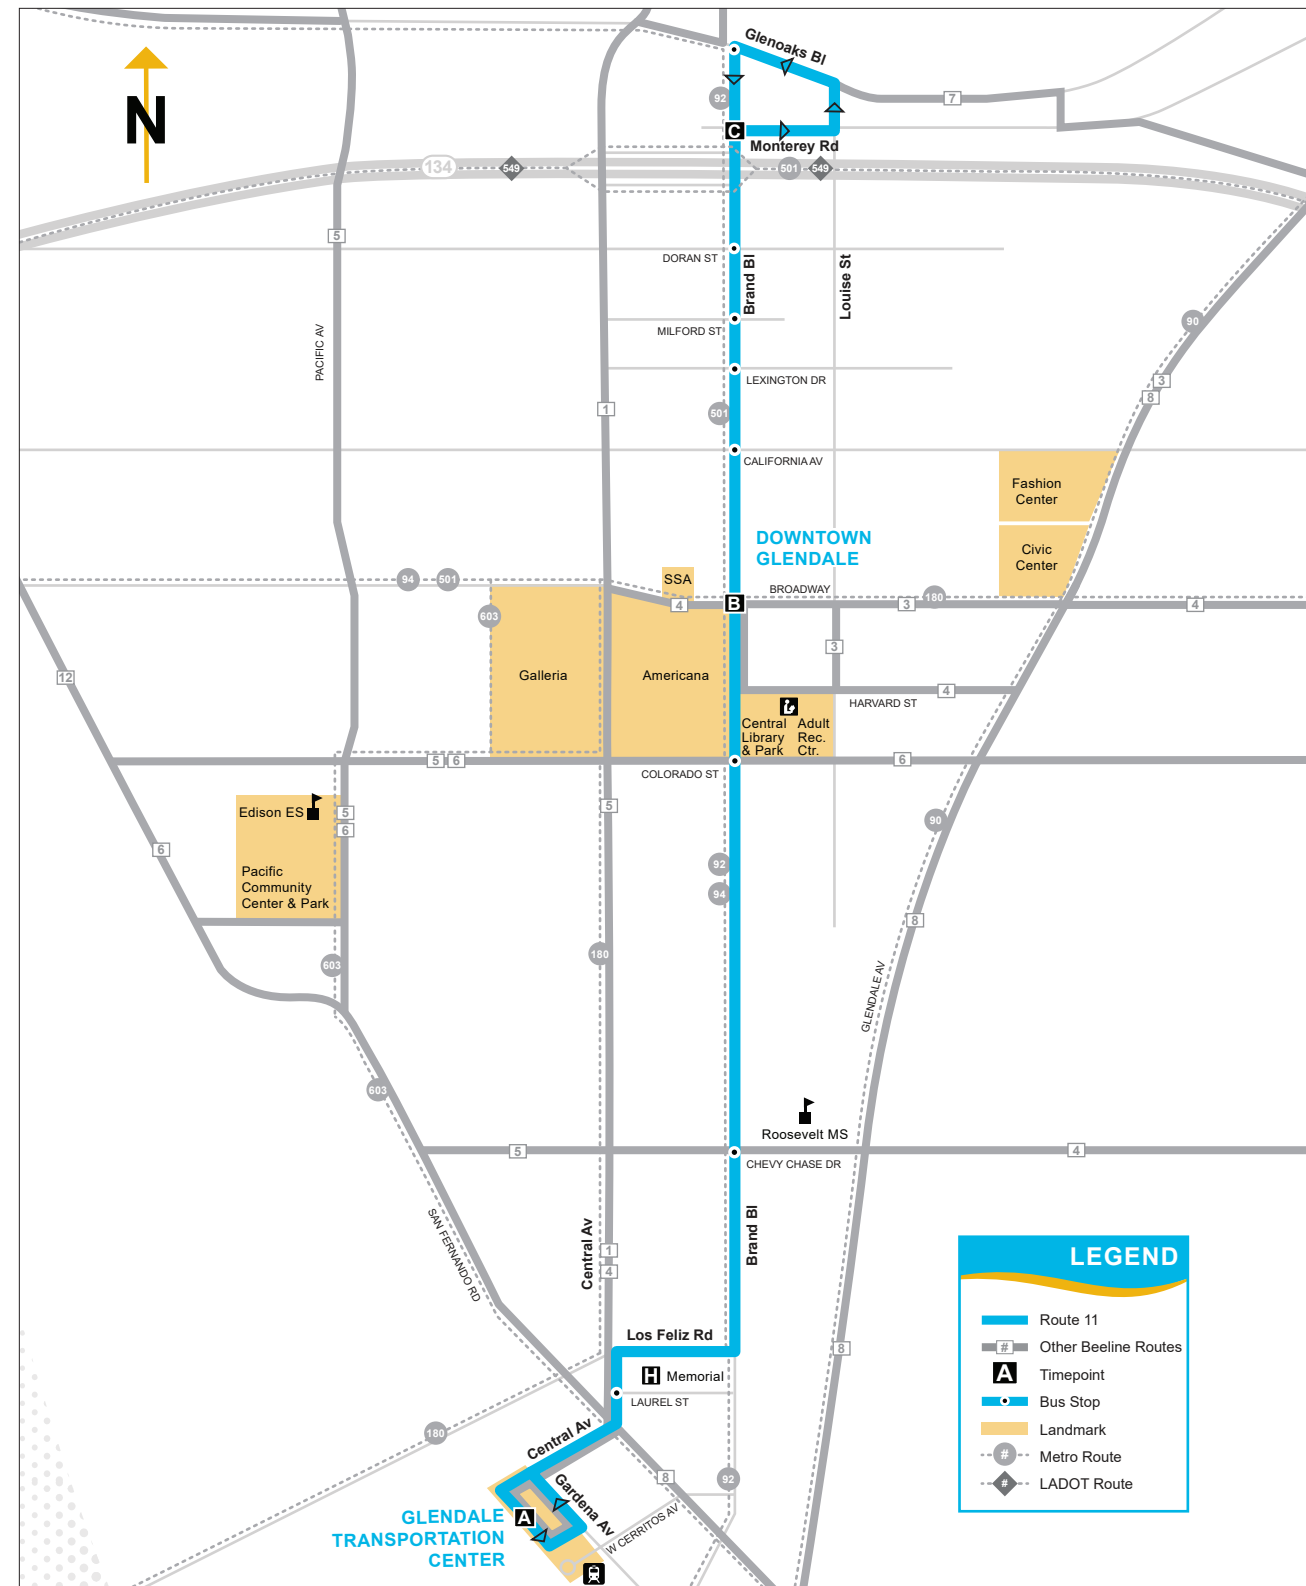 Glenoaks Bl
N
92
7
C
Monterey Rd
134
549
501
549
5
DORAN ST
Brand Bl
Louise St
MILFORD ST
90
PACIFIC AV
LEXINGTON DR
3
8
1
501
CALIFORNIA AV
Fashion
Center
DOWNTOWN
GLENDALE
Civic
Center
94
501
SSA
BROADWAY
603
4
B
3
180
4
3
12
Galleria
Americana
4
HARVARD ST
Central
Library
& Park
Adult
Rec.
Ctr.
5
6
COLORADO ST
6
Edison ES
5
6
5
90
6
92
Pacific
Community
Center & Park
94
8
603
180
GLENDALE AV
603
Roosevelt MS
5
CHEVY CHASE DR
4
SAN FERNANDO RD
Central Av
1
4
Brand Bl
Los Feliz Rd
8
H Memorial
LAUREL ST
180
Central Av
8
92
Gardena Av
W CERRITOS AV
A
GLENDALE
TRANSPORTATION
CENTER
LEGEND
Route 11
# Other Beeline Routes
A Timepoint
Bus Stop
Landmark
# Metro Route
# LADOT Route